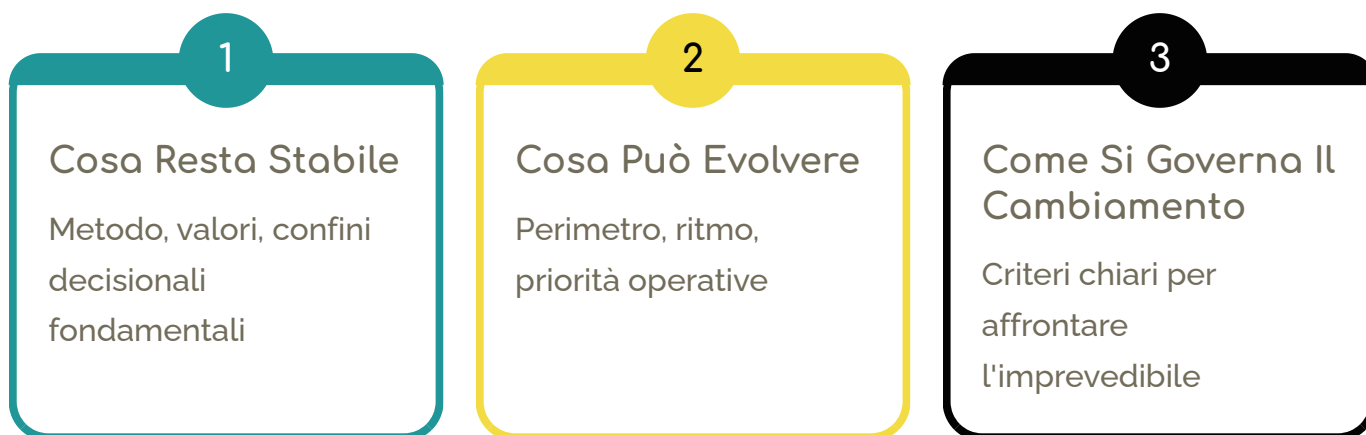 1
Cosa Resta Stabile
Metodo, valori, confini
decisionali
fondamentali
2
Cosa Può Evolvere
Perimetro, ritmo,
priorità operative
3
Come Si Governa Il
Cambiamento
Criteri chiari per
affrontare
l'imprevedibile